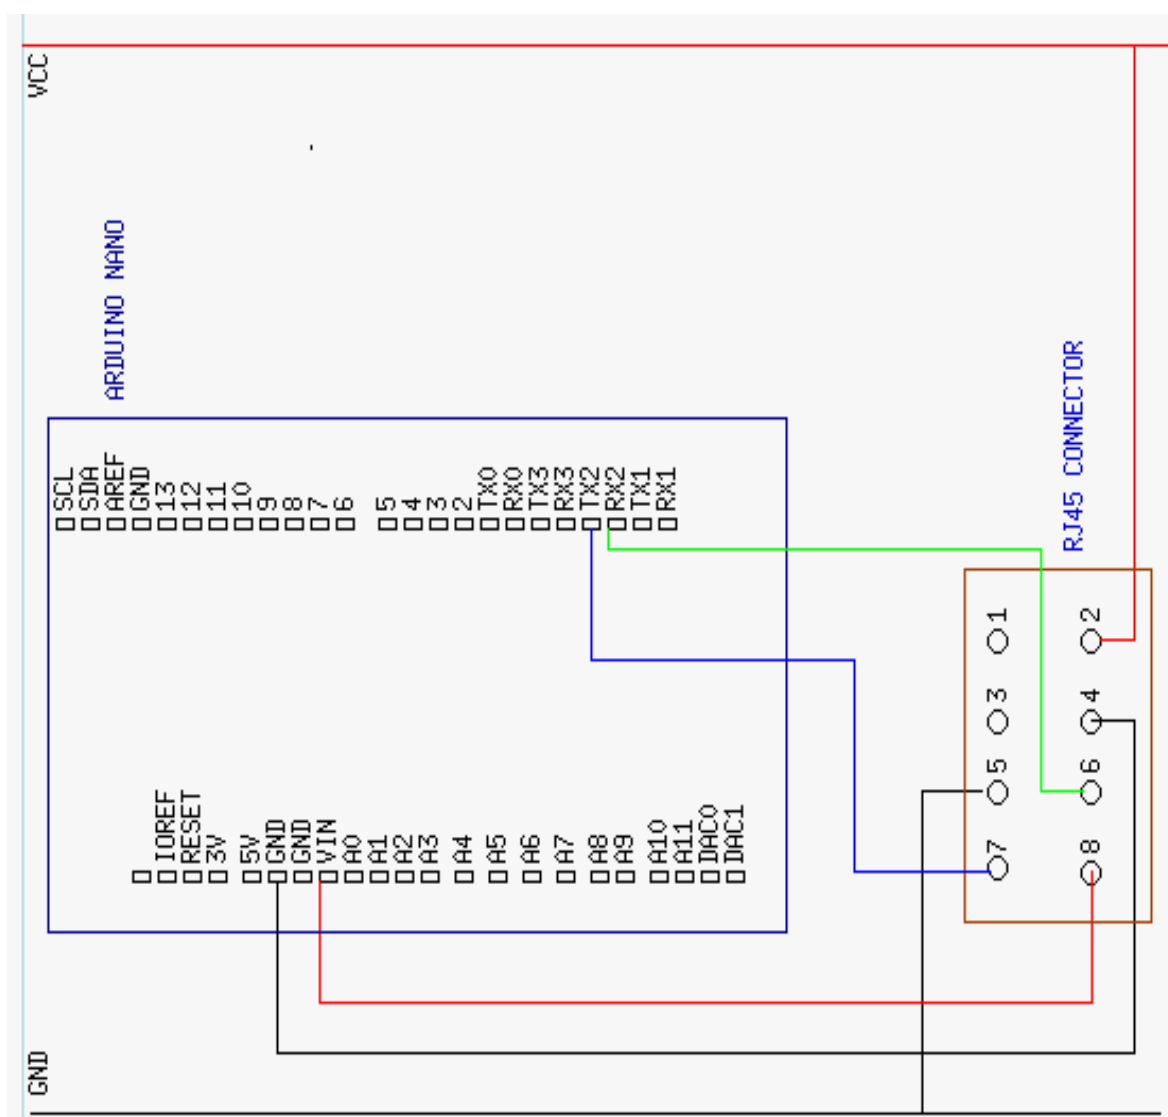 VCC
ARDUINO NANO
RJ45 CONNECTOR
SCL
SDA
AREF
GND
13
12
11
10
9
8
7
6
5
4
3
2
TX0
RX0
TX3
RX3
TX2
RX2
TX1
RX1
1
2
3
4
5
6
7
8
IOREF
RESET
3V
5V
GND
GND
VIN
A0
A1
A2
A3
A4
A5
A6
A7
A8
A9
A10
A11
DAC0
DAC1
GND